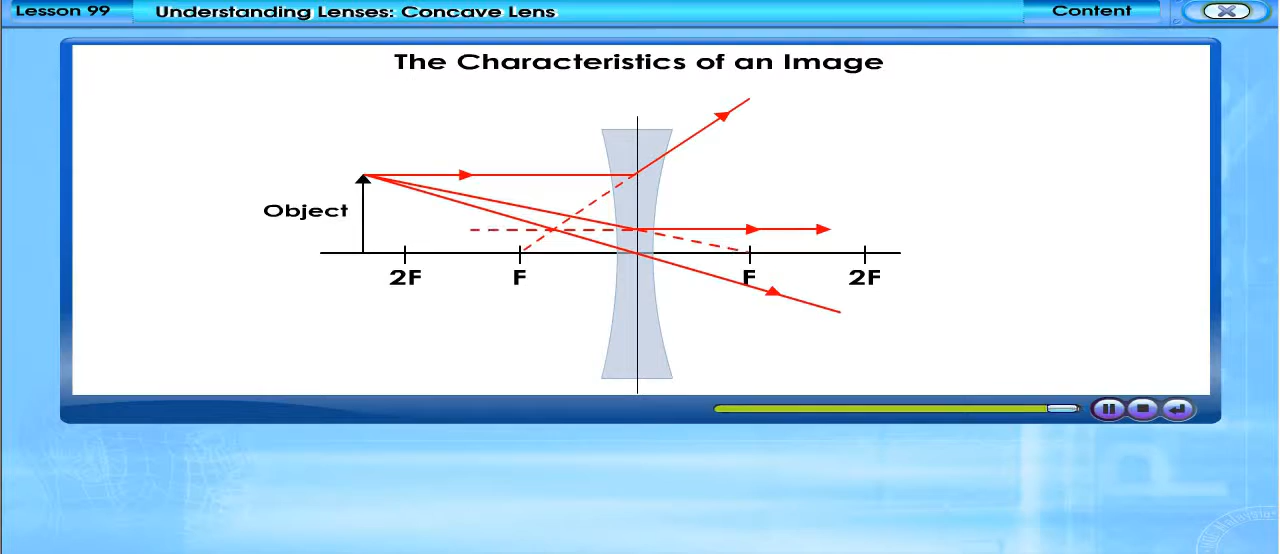 Lesson 99
Understanding Lenses: Concave Lens
Content
The Characteristics of an Image
Object
2F
F
F
2F